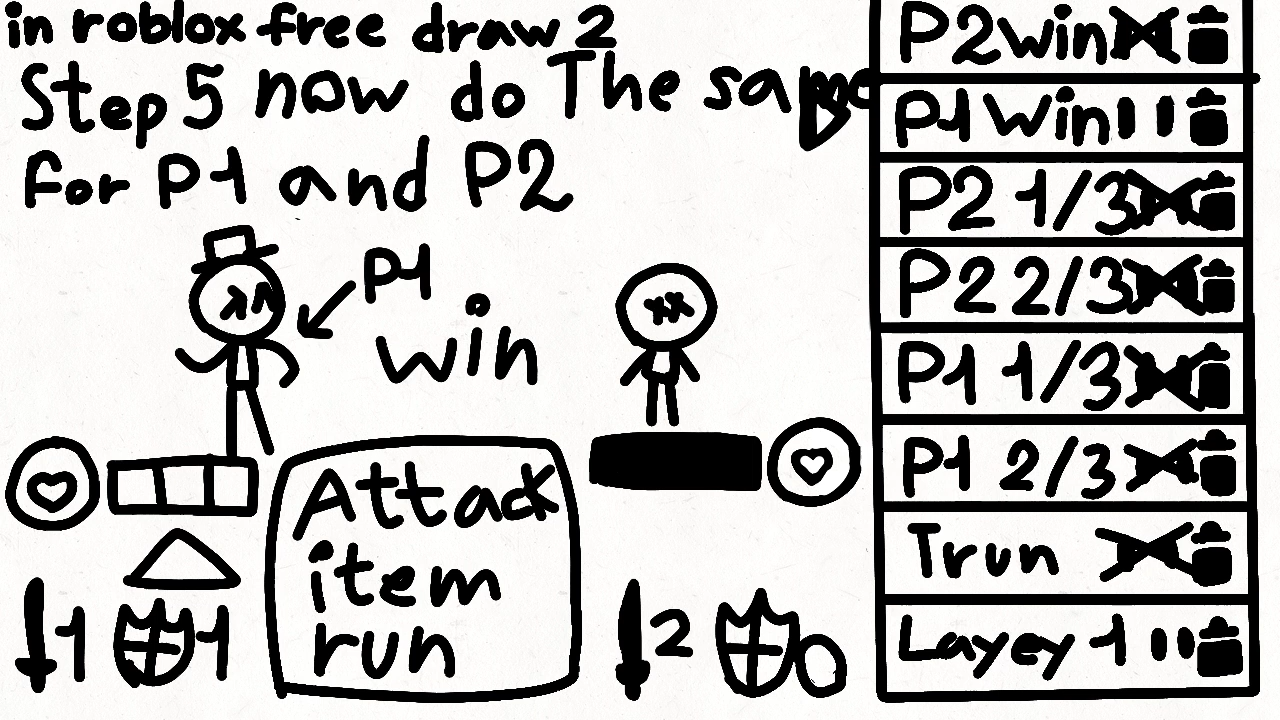 in roblox free draw 2
Step 5 now do The same
for P1 and P2
P1
win
Attack
item
run
1
1
2
0
P2win
P1 Win
P2 1/3
P2 2/3
P1 1/3
P1 2/3
Trun
Layey 1